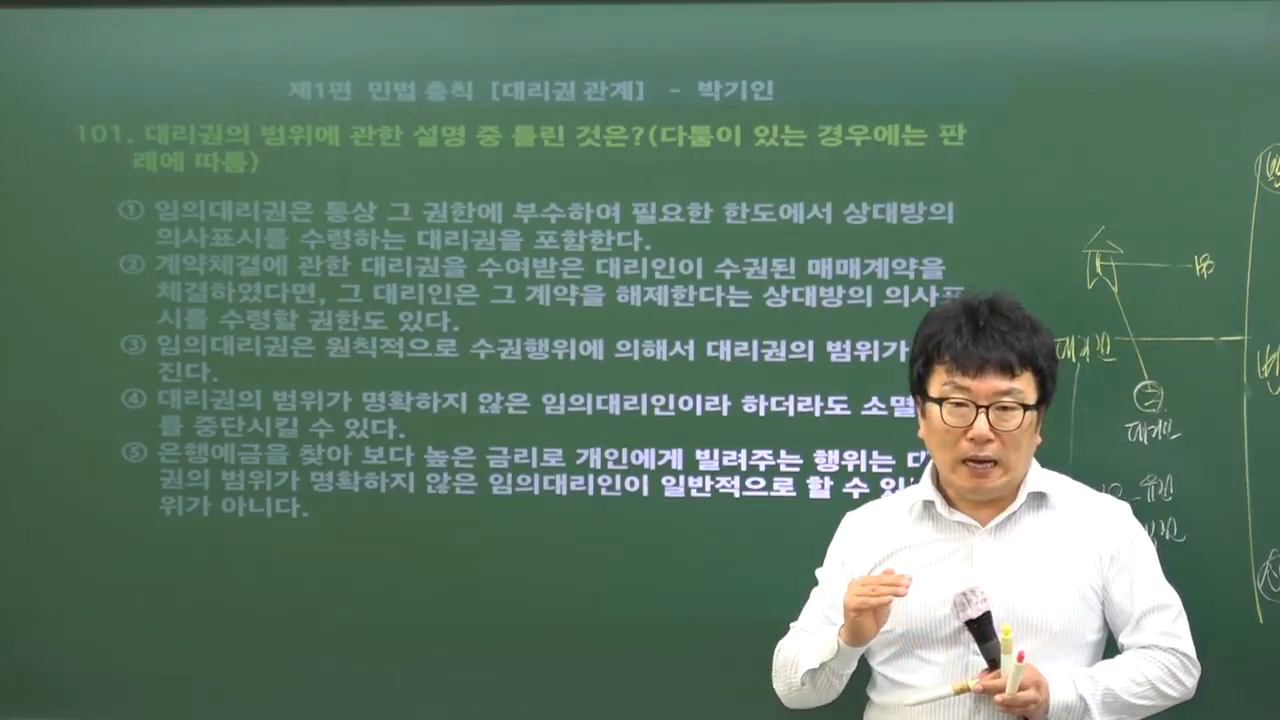 제1편 민법 총칙 [대리권 관계] - 박기인
101. 대리권의 범위에 관한 설명 중 틀린 것은?(다툼이 있는 경우에는 판
례에 따름)
① 임의대리권은 통상 그 권한에 부수하여 필요한 한도에서 상대방의
의사표시를 수령하는 대리권을 포함한다.
② 계약체결에 관한 대리권을 수여받은 대리인이 수권된 매매계약을
체결하였다면, 그 대리인은 그 계약을 해제한다는 상대방의 의사표
시를 수령할 권한도 있다.
③ 임의대리권은 원칙적으로 수권행위에 의해서 대리권의 범위가
진다.
④ 대리권의 범위가 명확하지 않은 임의대리인이라 하더라도 소멸
를 중단시킬 수 있다.
⑤ 은행예금을 찾아 보다 높은 금리로 개인에게 빌려주는 행위는 대
권의 범위가 명확하지 않은 임의대리인이 일반적으로 할 수 있
위가 아니다.
대리인